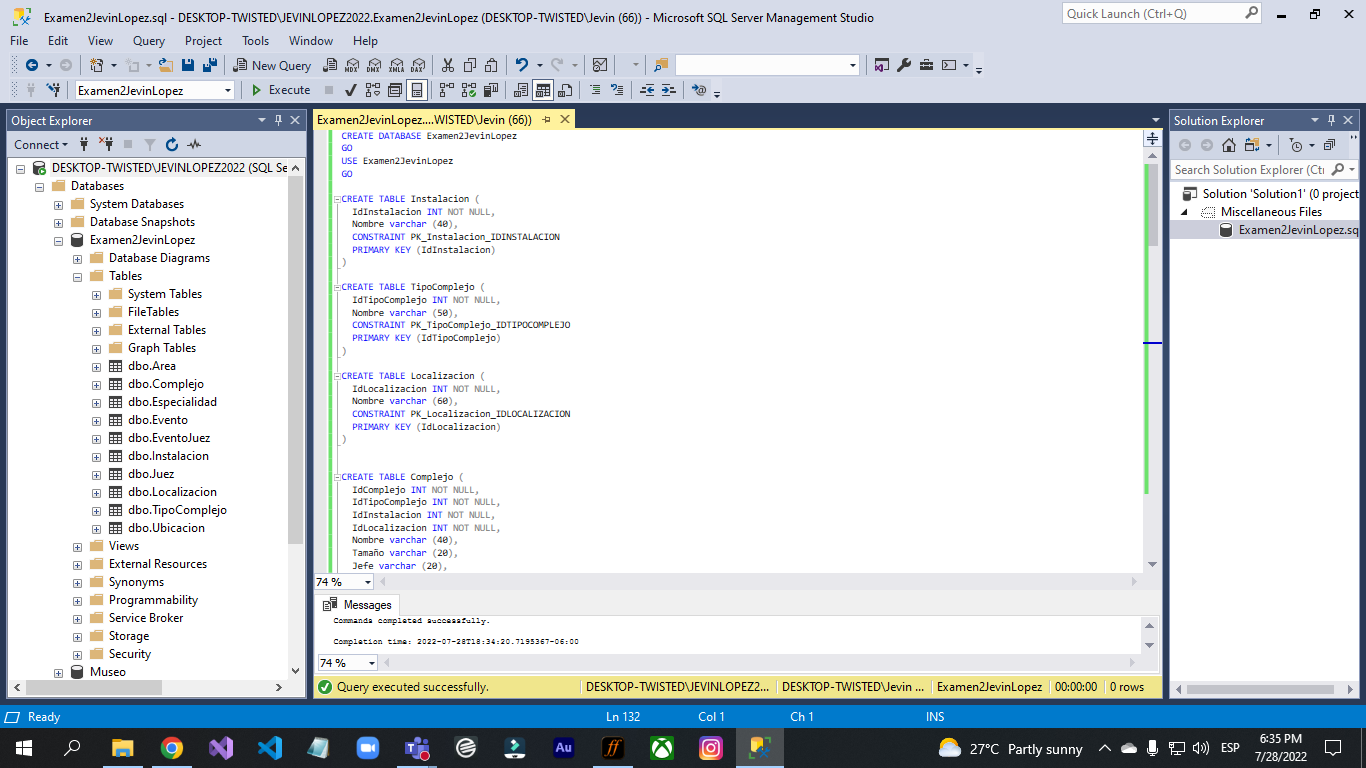 Examen2JevinLopez.sql - DESKTOP-TWISTED\JEVINLOPEZ2022.Examen2JevinLopez (DESKTOP-TWISTED\Jevin (66)) - Microsoft SQL Server Management Studio
Quick Launch (Ctrl+Q)
File Edit View Query Project Tools Window Help
New Query MDX DMX XMLA DAX
Examen2JevinLopez Execute
Object Explorer
Connect
DESKTOP-TWISTED\JEVINLOPEZ2022 (SQL Se
Databases
System Databases
Database Snapshots
Examen2JevinLopez
Database Diagrams
Tables
System Tables
FileTables
External Tables
Graph Tables
dbo.Area
dbo.Complejo
dbo.Especialidad
dbo.Evento
dbo.EventoJuez
dbo.Instalacion
dbo.Juez
dbo.Localizacion
dbo.TipoComplejo
dbo.Ubicacion
Views
External Resources
Synonyms
Programmability
Service Broker
Storage
Security
Museo
Examen2JevinLopez....WISTED\Jevin (66))
CREATE DATABASE Examen2JevinLopez
GO
USE Examen2JevinLopez
GO
CREATE TABLE Instalacion (
IdInstalacion INT NOT NULL,
Nombre varchar (40),
CONSTRAINT PK_Instalacion_IDINSTALACION
PRIMARY KEY (IdInstalacion)
)
CREATE TABLE TipoComplejo (
IdTipoComplejo INT NOT NULL,
Nombre varchar (50),
CONSTRAINT PK_TipoComplejo_IDTIPOCOMPLEJO
PRIMARY KEY (IdTipoComplejo)
)
CREATE TABLE Localizacion (
IdLocalizacion INT NOT NULL,
Nombre varchar (60),
CONSTRAINT PK_Localizacion_IDLOCALIZACION
PRIMARY KEY (IdLocalizacion)
)
CREATE TABLE Complejo (
IdComplejo INT NOT NULL,
IdTipoComplejo INT NOT NULL,
IdInstalacion INT NOT NULL,
IdLocalizacion INT NOT NULL,
Nombre varchar (40),
Tamaño varchar (20),
Jefe varchar (20),
74 %
Messages
Commands completed successfully.
Completion time: 2022-07-28T18:34:20.7195367-06:00
74 %
Query executed successfully. DESKTOP-TWISTED\JEVINLOPEZ2... DESKTOP-TWISTED\Jevin ... Examen2JevinLopez 00:00:00 0 rows
Solution Explorer
Search Solution Explorer (Ctr
Solution 'Solution1' (0 project
Miscellaneous Files
Examen2JevinLopez.sq
Ready Ln 132 Col 1 Ch 1 INS
Au ff 27°C Partly sunny ESP 6:35 PM
7/28/2022